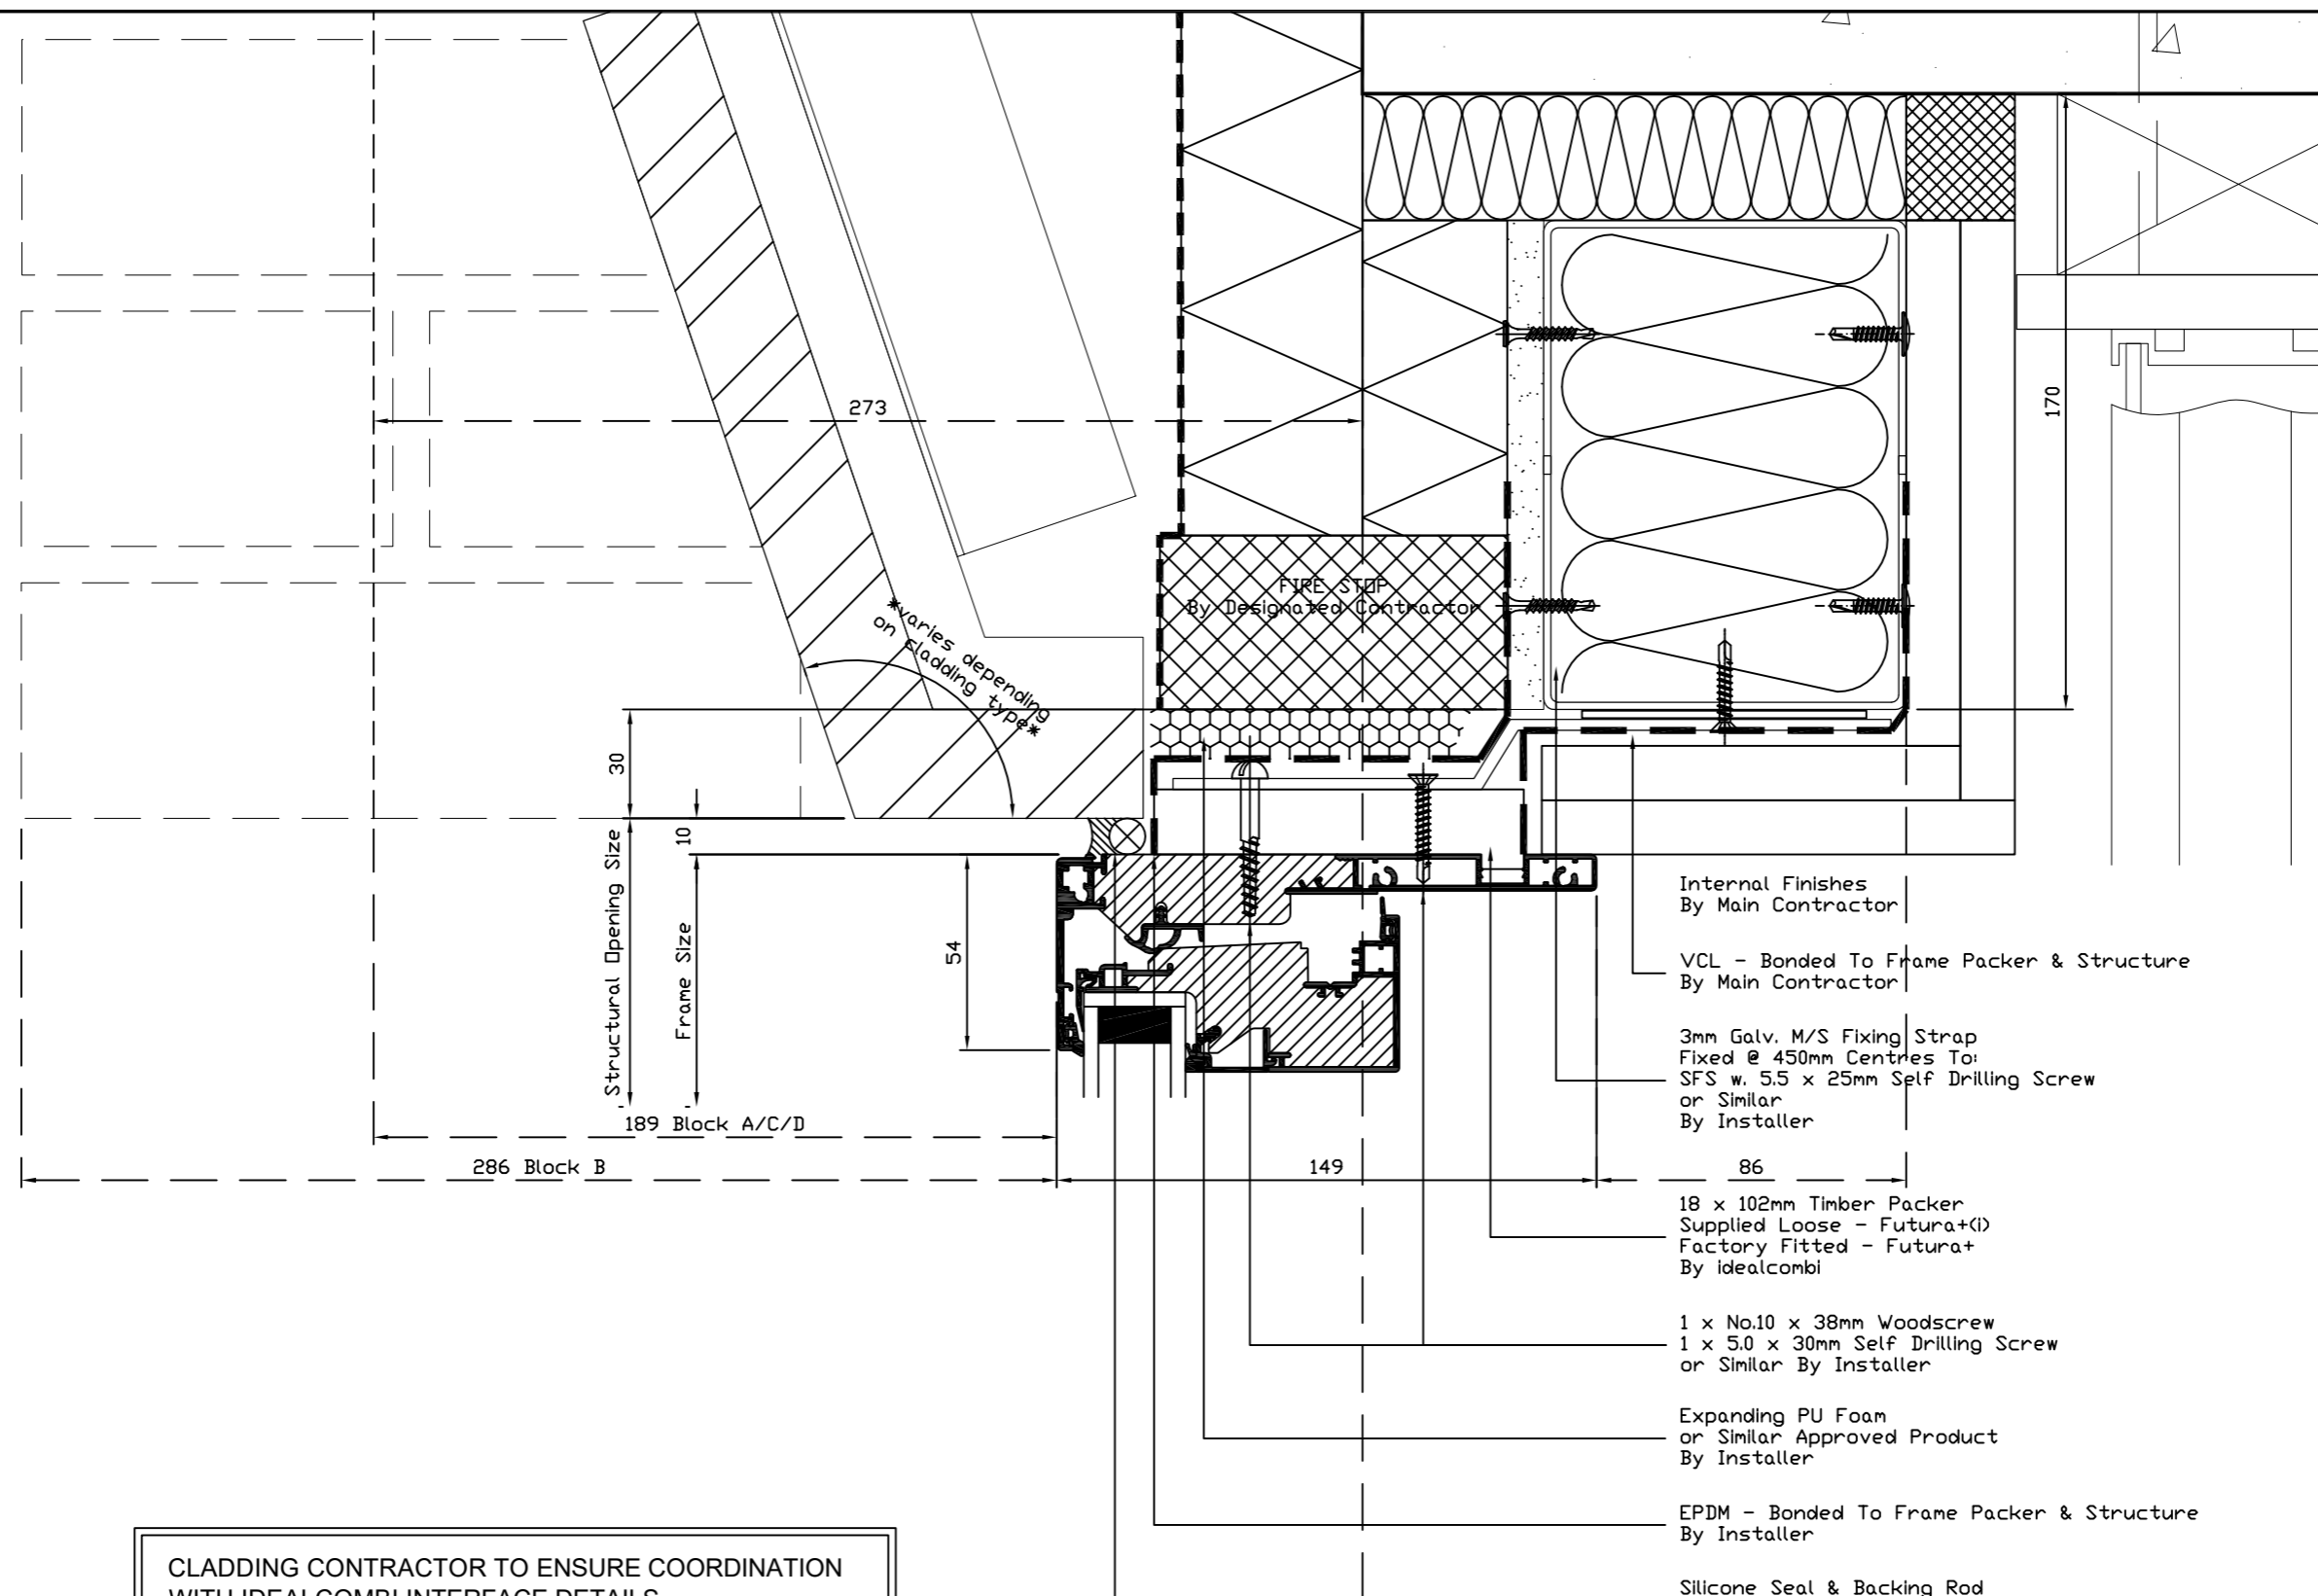 273
170
FIRE STOP
By Designated Contractor
*varies depending
on cladding type*
30
10
Structural Opening Size
Frame Size
54
Internal Finishes
By Main Contractor
VCL - Bonded To Frame Packer & Structure
By Main Contractor
3mm Galv. M/S Fixing Strap
Fixed @ 450mm Centres To:
SFS w. 5.5 x 25mm Self Drilling Screw
or Similar
By Installer
189 Block A/C/D
286 Block B
149
86
18 x 102mm Timber Packer
Supplied Loose - Futura+(i)
Factory Fitted - Futura+
By idealcombi
1 x No.10 x 38mm Woodscrew
1 x 5.0 x 30mm Self Drilling Screw
or Similar By Installer
Expanding PU Foam
or Similar Approved Product
By Installer
EPDM - Bonded To Frame Packer & Structure
By Installer
Silicone Seal & Backing Rod
CLADDING CONTRACTOR TO ENSURE COORDINATION
WITH IDEALCOMBI INTERFACE DETAILS